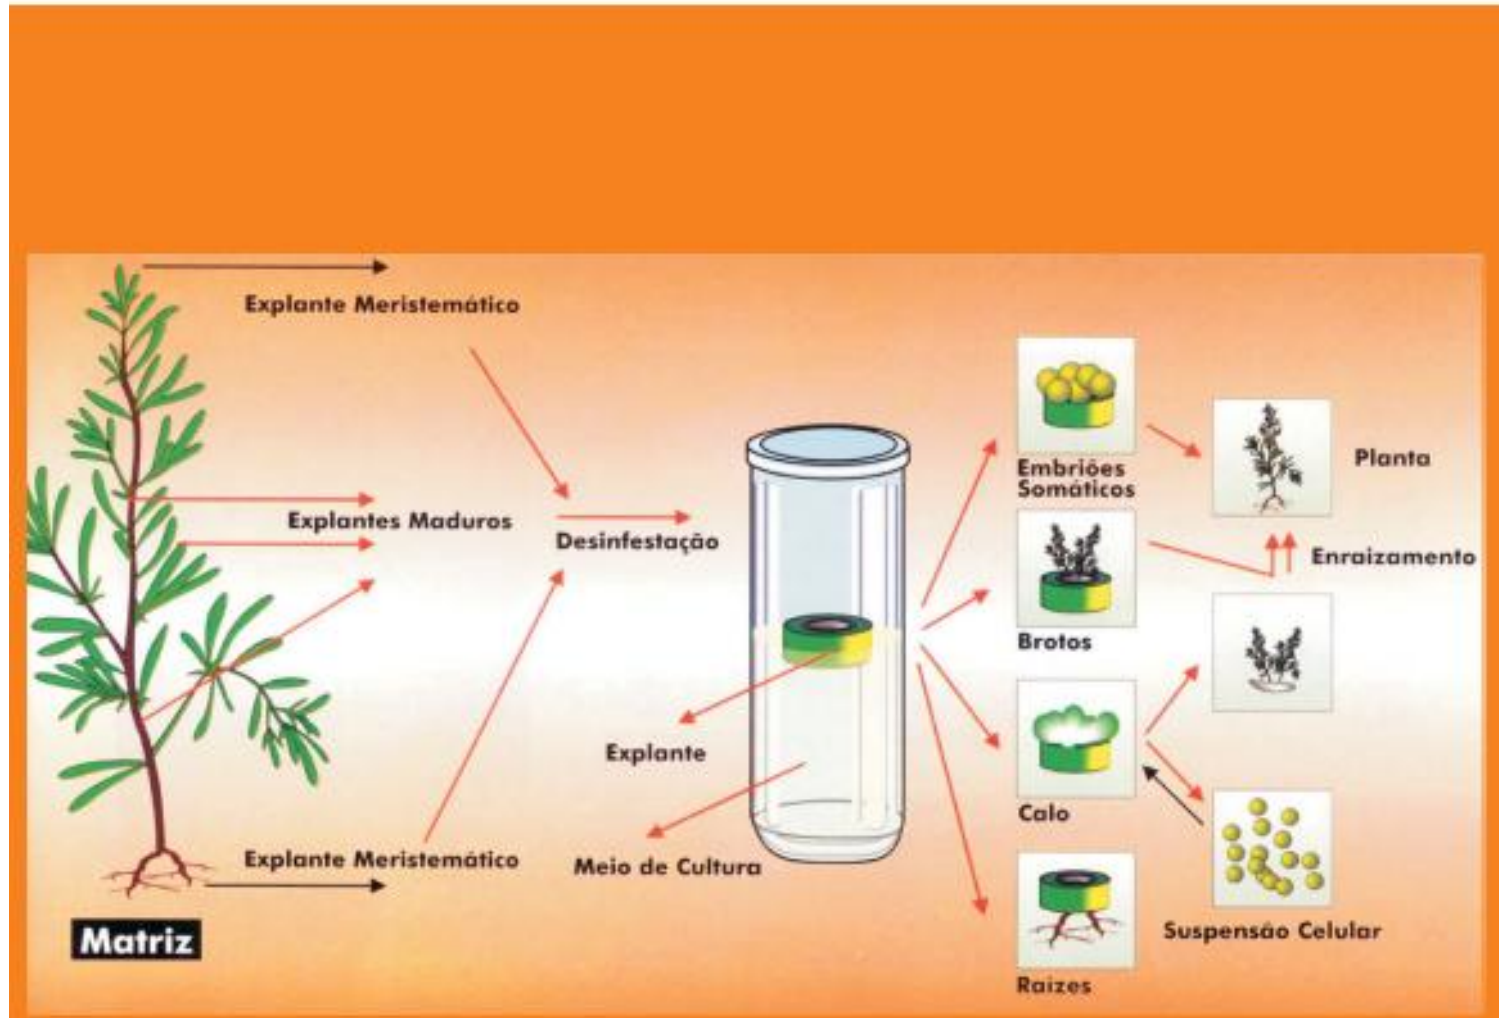 Explante Meristemático
Explantes Maduros
Desinfestação
Explante
Meio de Cultura
Explante Meristemático
Matriz
Embriões
Somáticos
Brotos
Calo
Raizes
Planta
Enraizamento
Suspensão Celular